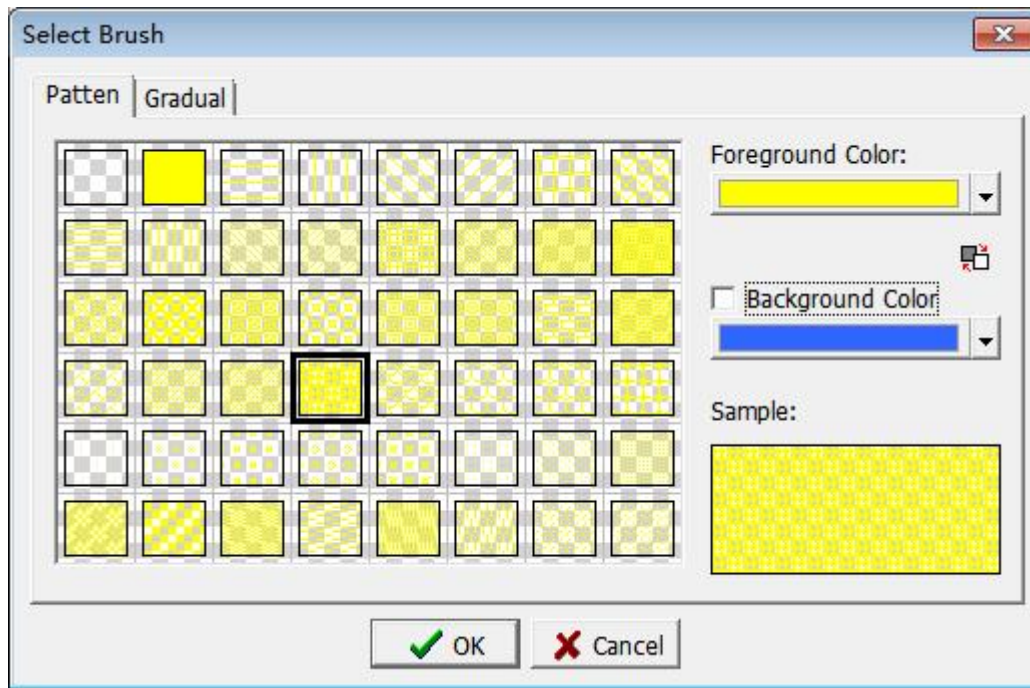 Select Brush
Patten
Gradual
Foreground Color:
Background Color
Sample:
OK
Cancel